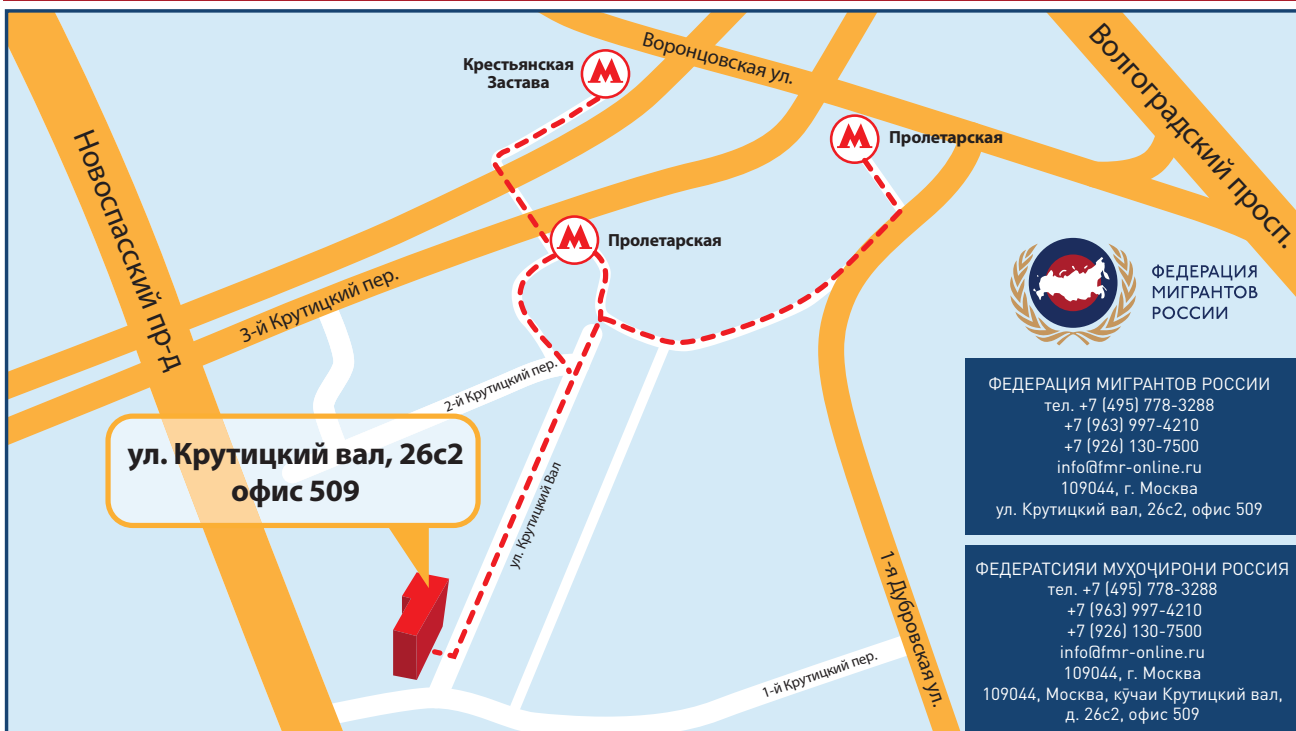 Крестьянская
Застава
Воронцовская ул.
Волгоградский просп.
Пролетарская
Новоспасский пр-д
Пролетарская
3-й Крутицкий пер.
ФЕДЕРАЦИЯ
МИГРАНТОВ
РОССИИ
2-й Крутицкий пер.
ул. Крутицкий вал, 26с2
офис 509
ул. Крутицкий Вал
1-я Дубровская ул.
1-й Крутицкий пер.
ФЕДЕРАЦИЯ МИГРАНТОВ РОССИИ
тел. +7 (495) 778-3288
+7 (963) 997-4210
+7 (926) 130-7500
info@fmr-online.ru
109044, г. Москва
ул. Крутицкий вал, 26с2, офис 509
ФЕДЕРАТСИЯИ МУҲОҶИРОНИ РОССИЯ
тел. +7 (495) 778-3288
+7 (963) 997-4210
+7 (926) 130-7500
info@fmr-online.ru
109044, г. Москва
109044, Москва, кӯчаи Крутицкий вал,
д. 26с2, офис 509